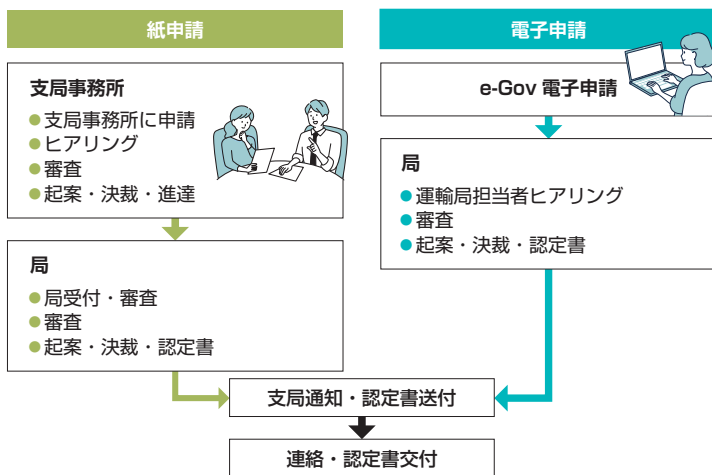 紙申請
支局事務所
●支局事務所に申請
●ヒアリング
●審査
●起案・決裁・進達
局
●局受付・審査
●審査
●起案・決裁・認定書
電子申請
e-Gov 電子申請
局
●運輸局担当者ヒアリング
●審査
●起案・決裁・認定書
支局通知・認定書送付
連絡・認定書交付